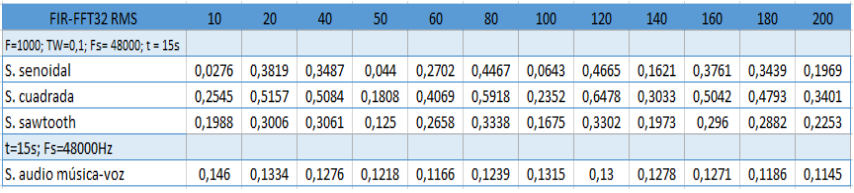 FIR-FFT32 RMS 10 20 40 50 60 80 100 120 140 160 180 200
F=1000; TW=0,1; Fs= 48000; t = 15s
S. senoidal 0,0276 0,3819 0,3487 0,044 0,2702 0,4467 0,0643 0,4665 0,1621 0,3761 0,3439 0,1969
S. cuadrada 0,2545 0,5157 0,5084 0,1808 0,4069 0,5918 0,2352 0,6478 0,3033 0,5042 0,4793 0,3401
S. sawtooth 0,1988 0,3006 0,3061 0,125 0,2658 0,3338 0,1675 0,3302 0,1973 0,296 0,2882 0,2253
t=15s; Fs=48000Hz
S. audio música-voz 0,146 0,1334 0,1276 0,1218 0,1166 0,1239 0,1315 0,13 0,1278 0,1271 0,1186 0,1145